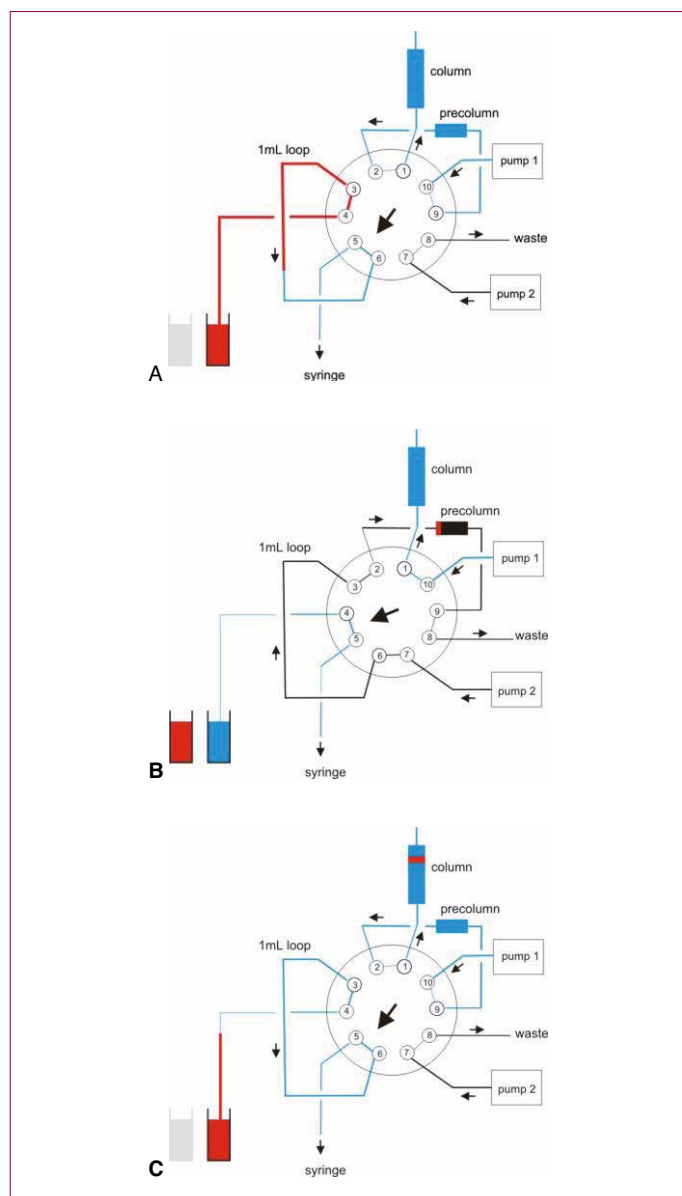 column
precolumn
1mL loop
pump 1
2
1
3
10
4
9
5
8
waste
6
7
pump 2
A
syringe
column
precolumn
1mL loop
pump 1
2
1
3
10
4
9
5
8
waste
6
7
pump 2
B
syringe
column
precolumn
1mL loop
pump 1
2
1
3
10
4
9
5
8
waste
6
7
pump 2
C
syringe